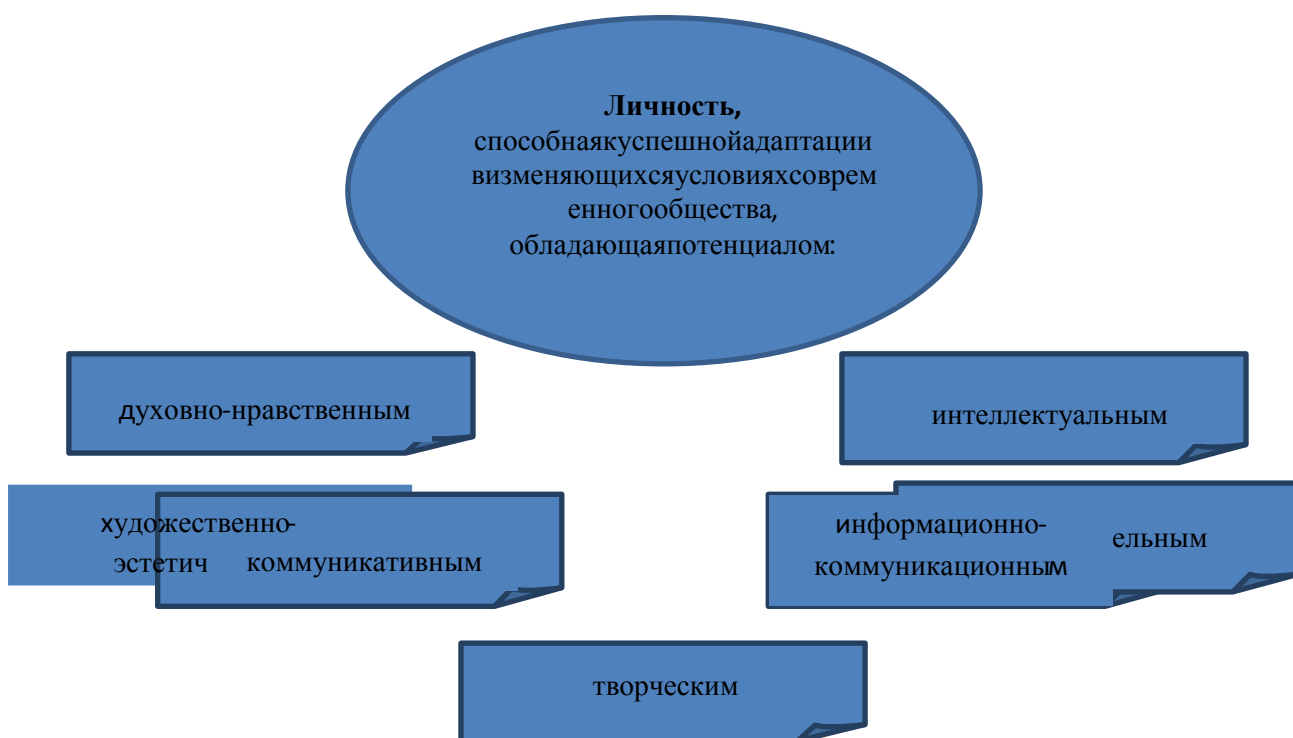 Личность,
способнаякуспешнойадаптации
визменяющихсяусловияхсоврем
енногообщества,
обладающаяпотенциалом:
духовно-нравственным
интеллектуальным
художественно-
эстетич
коммуникативным
информационно-
коммуникационным
ельным
творческим